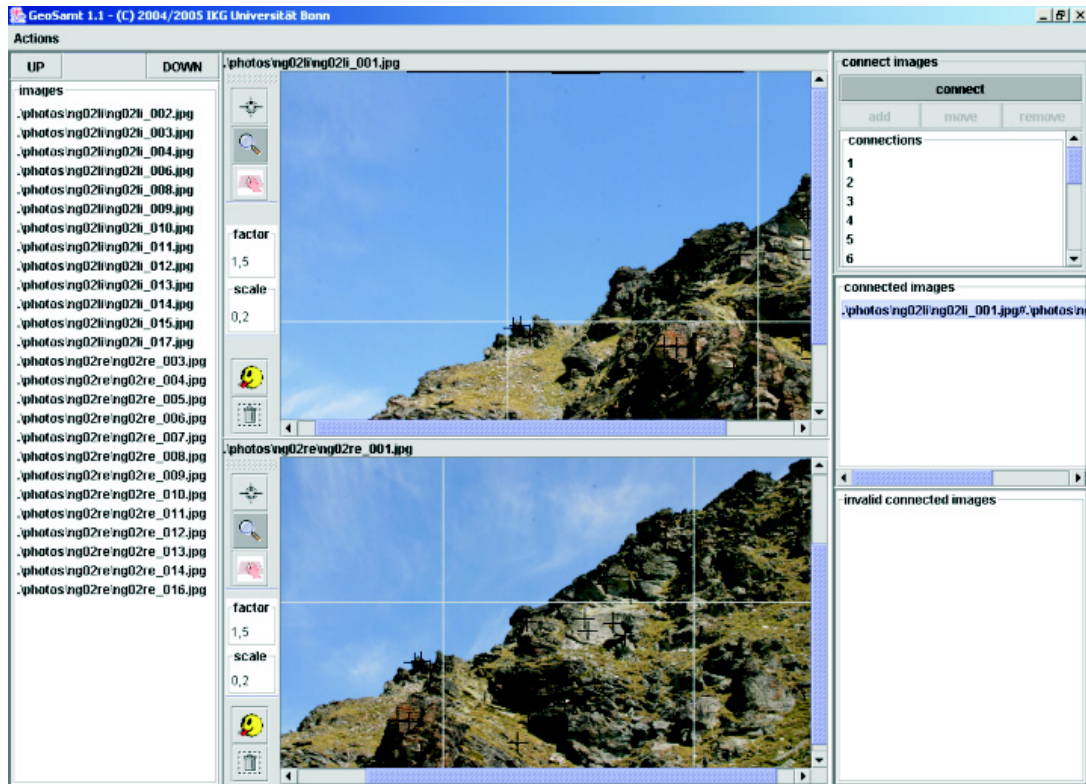 GeoSamt 1.1 - (C) 2004/2005 IKG Universität Bonn
Actions
UP
DOWN
images
.\photos\ng02li\ng02li_002.jpg
.\photos\ng02li\ng02li_003.jpg
.\photos\ng02li\ng02li_004.jpg
.\photos\ng02li\ng02li_006.jpg
.\photos\ng02li\ng02li_008.jpg
.\photos\ng02li\ng02li_009.jpg
.\photos\ng02li\ng02li_010.jpg
.\photos\ng02li\ng02li_011.jpg
.\photos\ng02li\ng02li_012.jpg
.\photos\ng02li\ng02li_013.jpg
.\photos\ng02li\ng02li_014.jpg
.\photos\ng02li\ng02li_015.jpg
.\photos\ng02li\ng02li_017.jpg
.\photos\ng02re\ng02re_003.jpg
.\photos\ng02re\ng02re_004.jpg
.\photos\ng02re\ng02re_005.jpg
.\photos\ng02re\ng02re_006.jpg
.\photos\ng02re\ng02re_007.jpg
.\photos\ng02re\ng02re_008.jpg
.\photos\ng02re\ng02re_009.jpg
.\photos\ng02re\ng02re_010.jpg
.\photos\ng02re\ng02re_011.jpg
.\photos\ng02re\ng02re_012.jpg
.\photos\ng02re\ng02re_013.jpg
.\photos\ng02re\ng02re_014.jpg
.\photos\ng02re\ng02re_016.jpg
.\photos\ng02li\ng02li_001.jpg
factor
1,5
scale
0,2
.\photos\ng02re\ng02re_001.jpg
factor
1,5
scale
0,2
connect images
connect
add move remove
connections
1
2
3
4
5
6
connected images
.\photos\ng02li\ng02li_001.jpg#.\photos\ng
invalid connected images